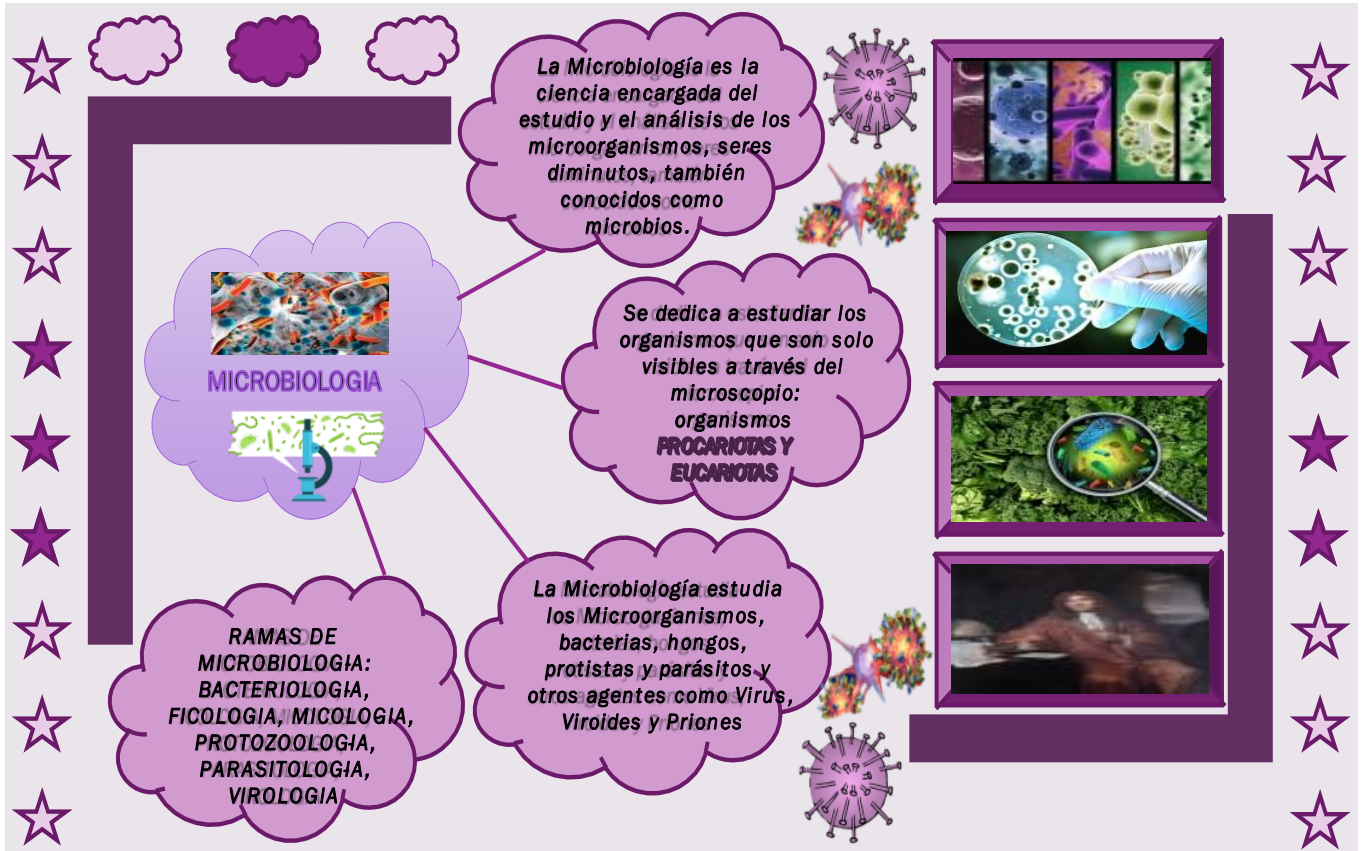 La Microbiología es la
ciencia encargada del
estudio y el análisis de los
microorganismos, seres
diminutos, también
conocidos como
microbios.
MICROBIOLOGIA
Se dedica a estudiar los
organismos que son solo
visibles a través del
microscopio:
organismos
PROCARIOTAS Y
EUCARIOTAS
La Microbiología estudia
los Microorganismos,
bacterias, hongos,
protistas y parásitos y
otros agentes como Virus,
Viroides y Priones
RAMAS DE
MICROBIOLOGIA:
BACTERIOLOGIA,
FICOLOGIA, MICOLOGIA,
PROTOZOOLOGIA,
PARASITOLOGIA,
VIROLOGIA